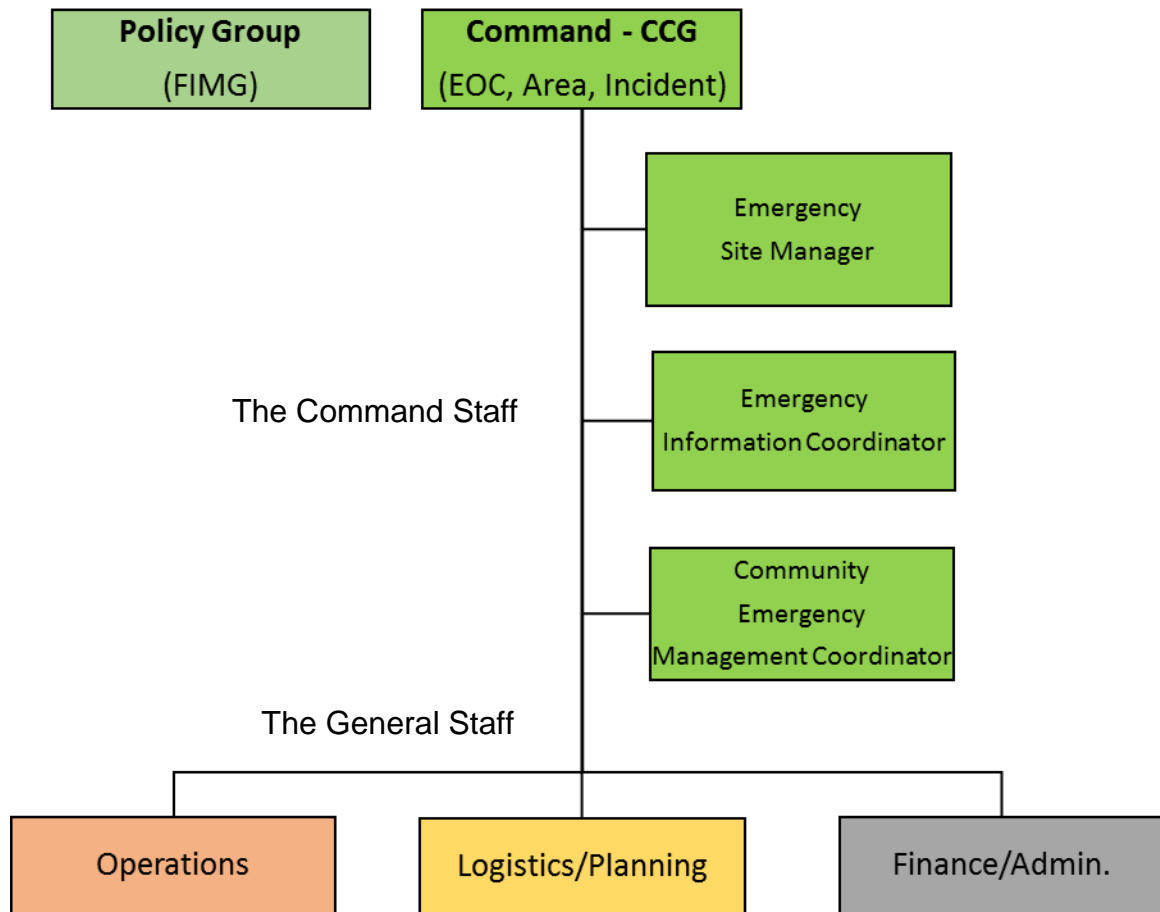 Policy Group
(FIMG)
Command - CCG
(EOC, Area, Incident)
Emergency
Site Manager
The Command Staff
Emergency
Information Coordinator
Community
Emergency
Management Coordinator
The General Staff
Operations
Logistics/Planning
Finance/Admin.